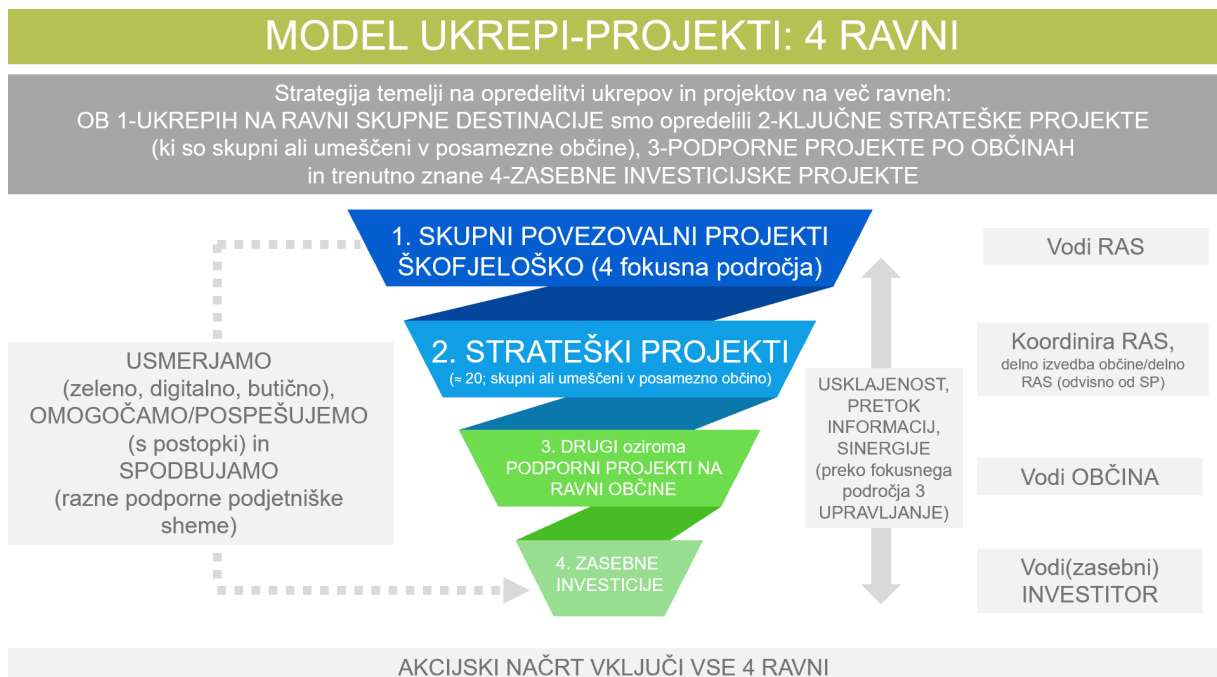 MODEL UKREPI-PROJEKTI: 4 RAVNI
Strategija temelji na opredelitvi ukrepov in projektov na več ravneh:
OB 1-UKREPIH NA RAVNI SKUPNE DESTINACIJE smo opredelili 2-KLJUČNE STRATEŠKE PROJEKTE
(ki so skupni ali umeščeni v posamezne občine), 3-PODPORNE PROJEKTE PO OBČINAH
in trenutno znane 4-ZASEBNE INVESTICIJSKE PROJEKTE
1. SKUPNI POVEZOVALNI PROJEKTI
ŠKOFJELOŠKO (4 fokusna področja)
Vodi RAS
2. STRATEŠKI PROJEKTI
(≈ 20; skupni ali umeščeni v posamezno občino)
Koordinira RAS,
delno izvedba občine/delno
RAS (odvisno od SP)
USMERJAMO
(zeleno, digitalno, butično),
OMOGOČAMO/POSPEŠUJEMO
(s postopki) in
SPODBUJAMO
(razne podporne podjetniške
sheme)
USKLAJENOST,
PRETOK
INFORMACIJ,
SINERGIJE
(preko fokusnega
področja 3
UPRAVLJANJE)
3. DRUGI oziroma
PODPORNI PROJEKTI NA
RAVNI OBČINE
Vodi OBČINA
4. ZASEBNE
INVESTICIJE
Vodi(zasebni)
INVESTITOR
AKCIJSKI NAČRT VKLJUČI VSE 4 RAVNI